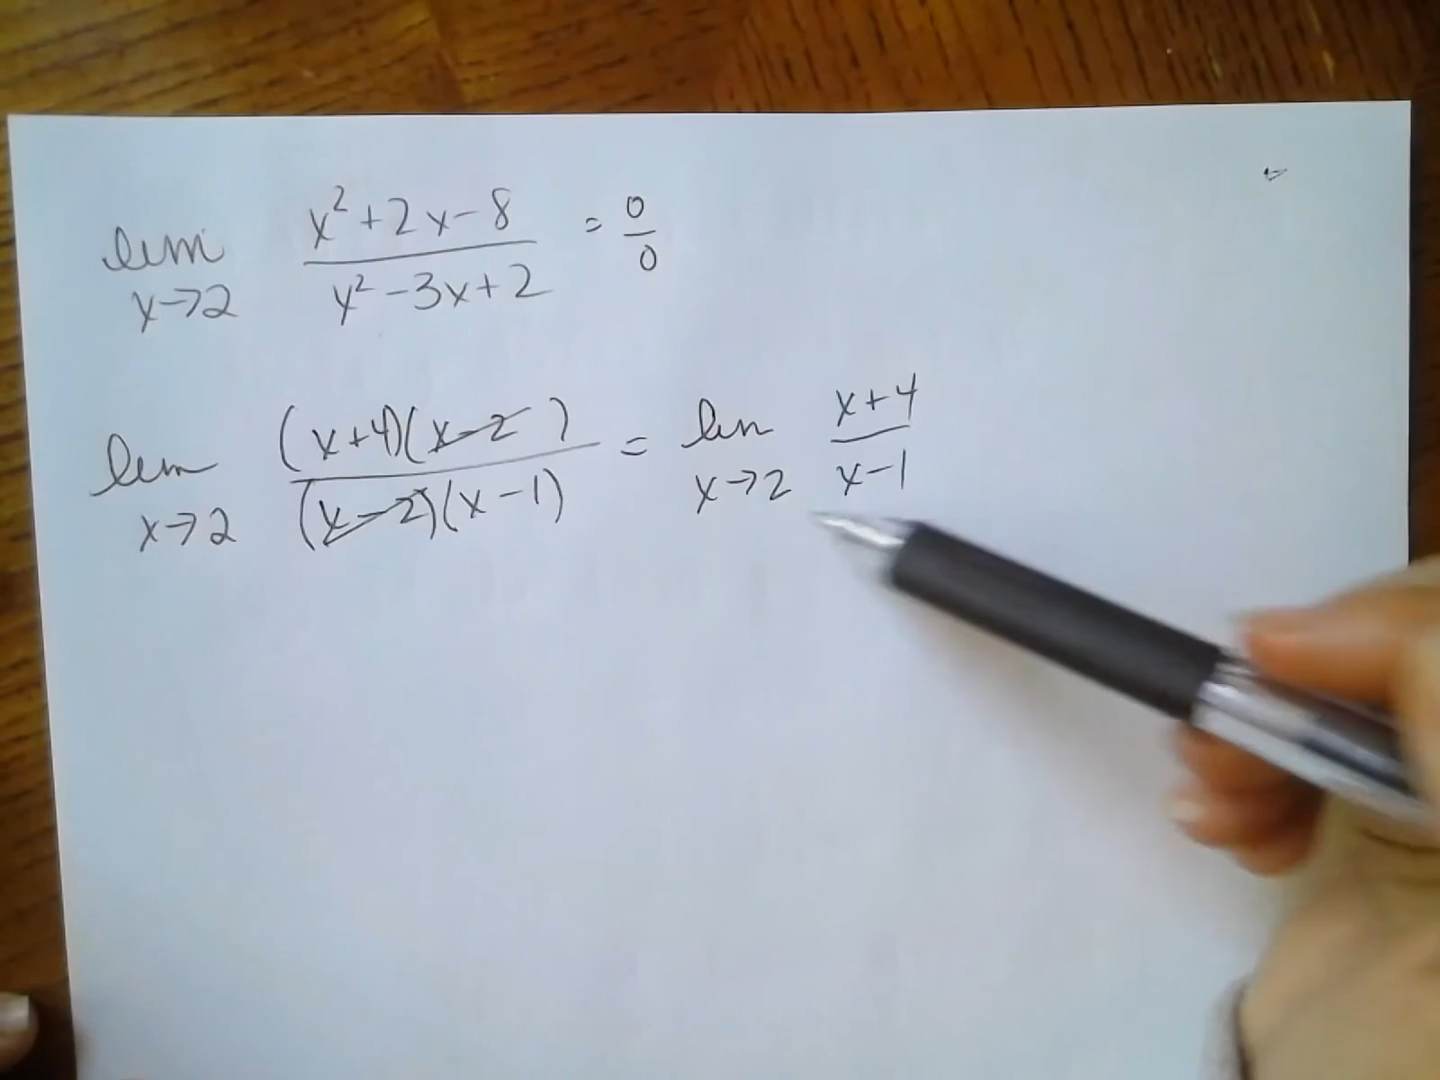 lim x→2 (x² + 2x - 8)/(x² - 3x + 2) = 0/0
lim x→2 (x+4)(x-2)/(x-2)(x-1) = lim x→2 (x+4)/(x-1)